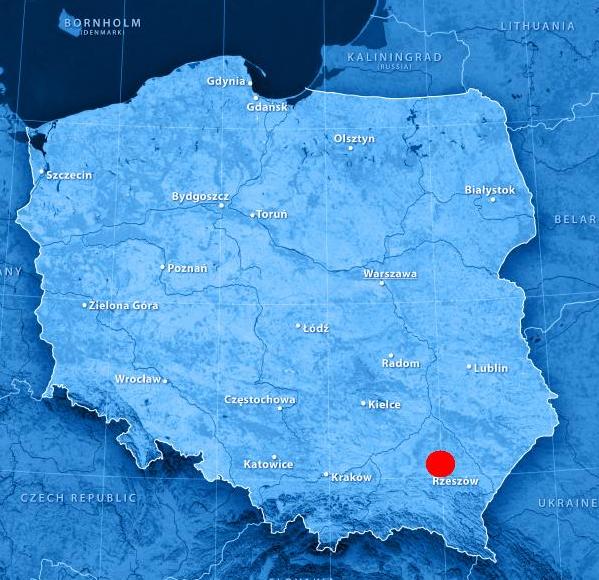 BORNHOLM
(DENMARK)
LITHUANIA
KALININGRAD
(RUSSIA)
Gdynia
Gdańsk
Olsztyn
Szczecin
Białystok
Bydgoszcz
Toruń
BELAR
ANY
Poznań
Warszawa
Zielona Góra
Łódź
Radom
Lublin
Wrocław
Częstochowa
Kielce
Katowice
Kraków
Rzeszów
CZECH REPUBLIC
UKRAINE